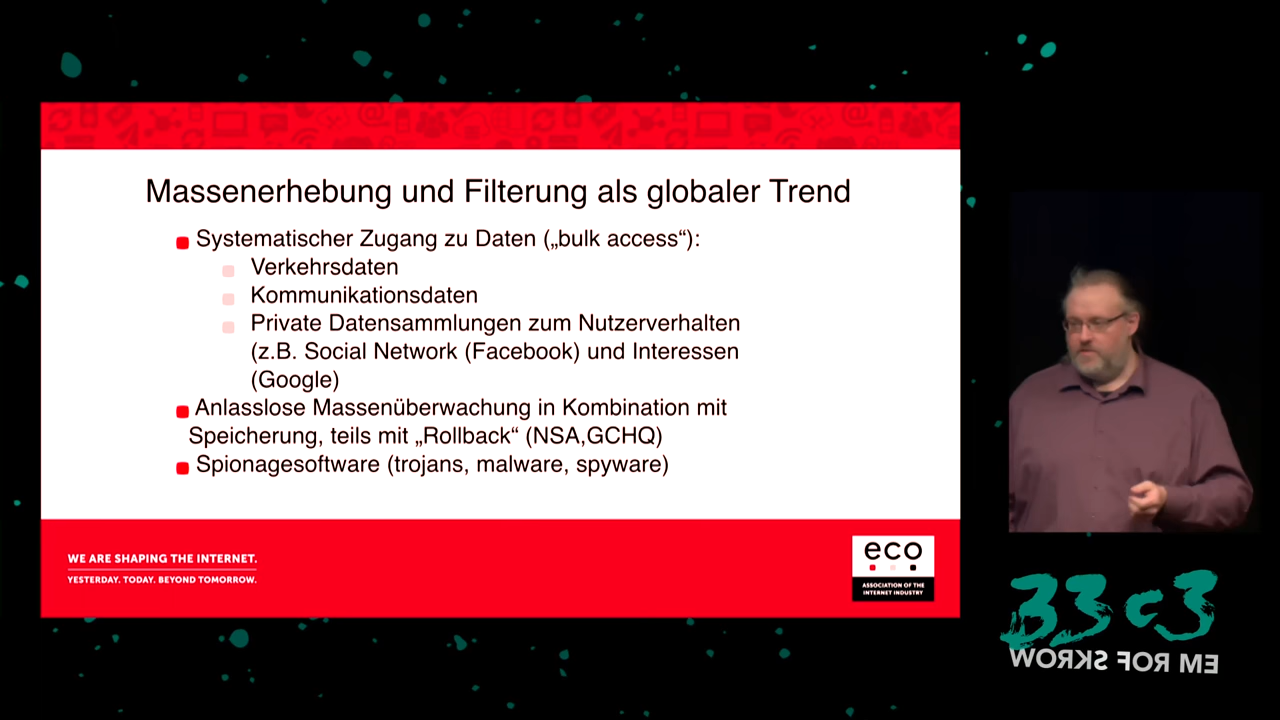 Massenerhebung und Filterung als globaler Trend
Systematischer Zugang zu Daten („bulk access“):
Verkehrsdaten
Kommunikationsdaten
Private Datensammlungen zum Nutzerverhalten
(z.B. Social Network (Facebook) und Interessen
(Google)
Anlasslose Massenüberwachung in Kombination mit
Speicherung, teils mit „Rollback“ (NSA,GCHQ)
Spionagesoftware (trojans, malware, spyware)
WE ARE SHAPING THE INTERNET.
YESTERDAY. TODAY. BEYOND TOMORROW.
eco
ASSOCIATION OF THE
INTERNET INDUSTRY
33c3
WORKS FOR ME